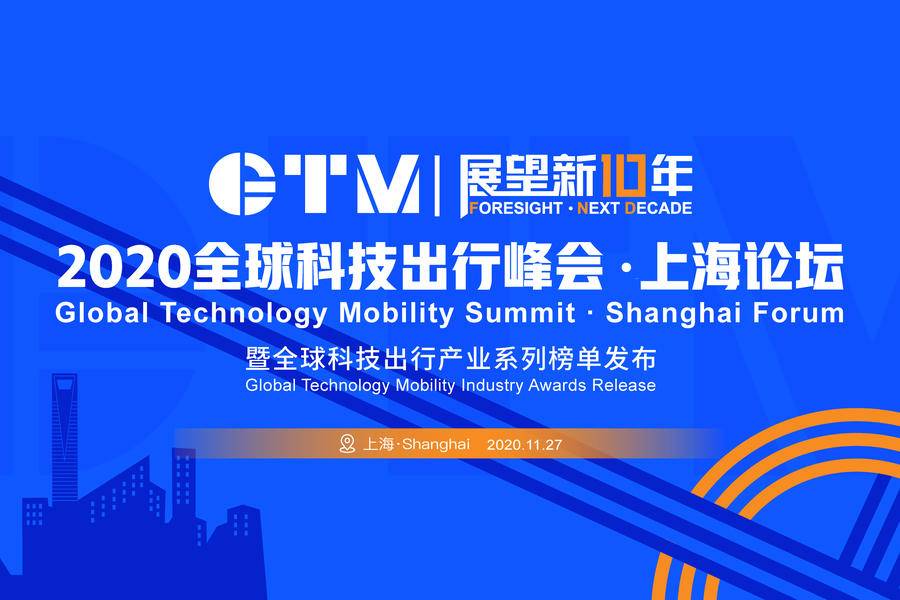 GTM | 展望新10年
FORESIGHT · NEXT DECADE
2020全球科技出行峰会·上海论坛
Global Technology Mobility Summit · Shanghai Forum
暨全球科技出行产业系列榜单发布
Global Technology Mobility Industry Awards Release
上海·Shanghai 2020.11.27